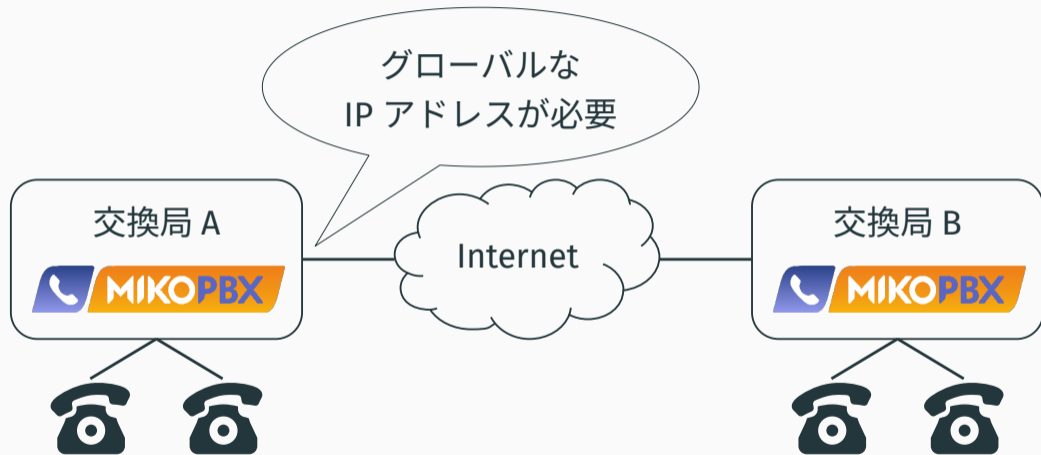 グローバルな
IP アドレスが必要
交換局 A
MIKOPBX
Internet
交換局 B
MIKOPBX